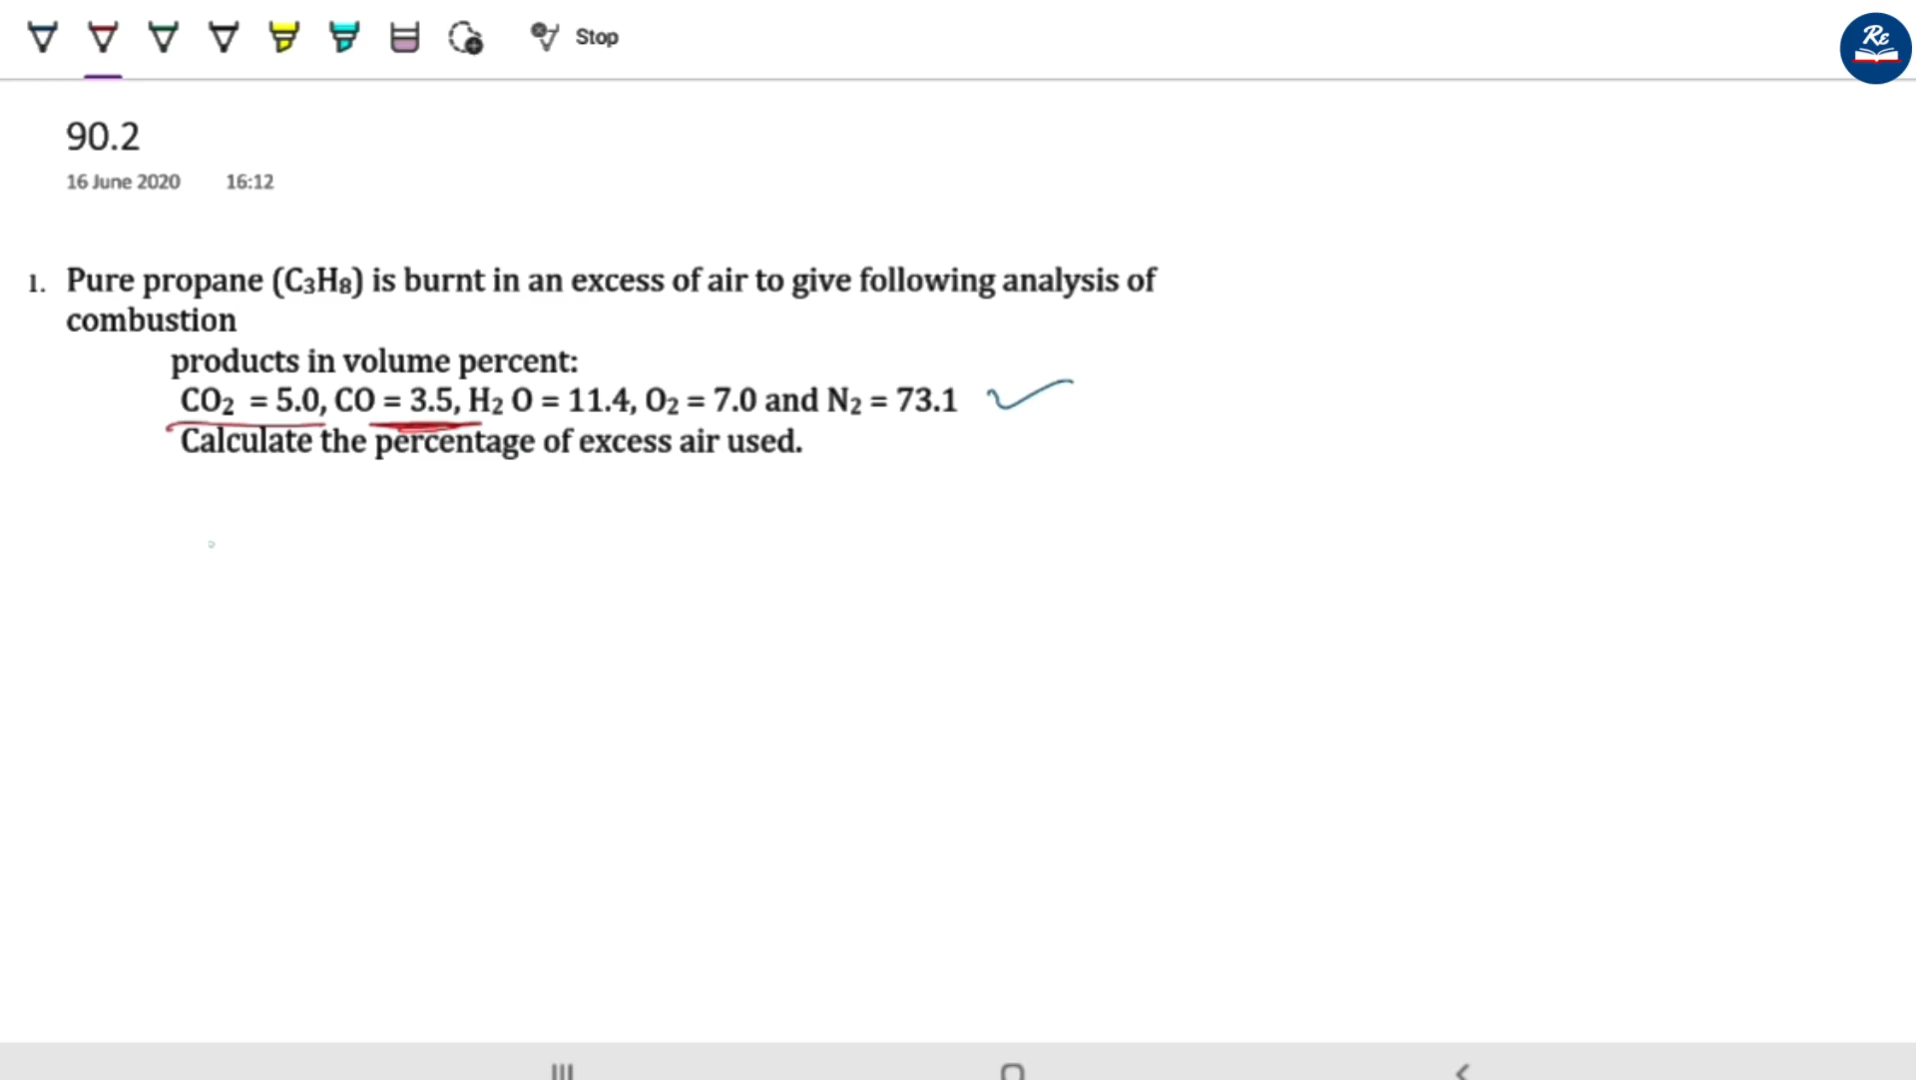 Stop
Rε
90.2
16 June 2020 16:12
1. Pure propane (C₃H₈) is burnt in an excess of air to give following analysis of
combustion
products in volume percent:
CO₂ = 5.0, CO = 3.5, H₂ O = 11.4, O₂ = 7.0 and N₂ = 73.1
Calculate the percentage of excess air used.